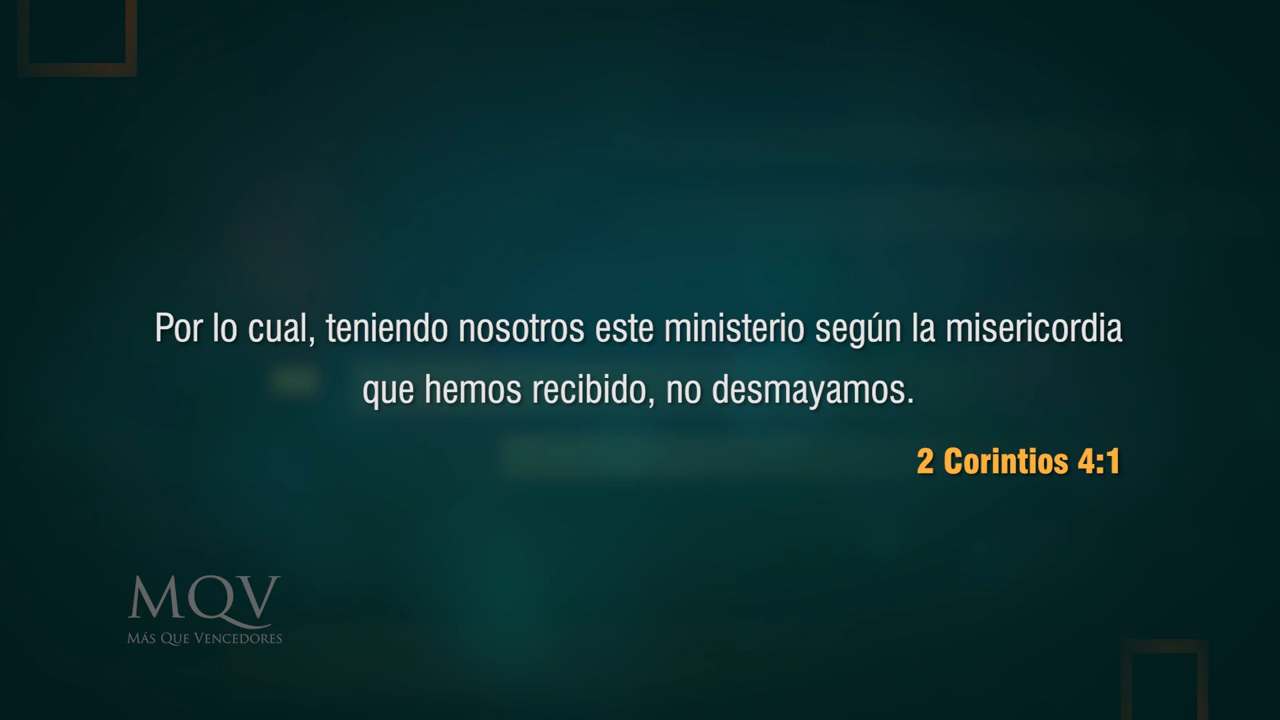 Por lo cual, teniendo nosotros este ministerio según la misericordia
que hemos recibido, no desmayamos.
2 Corintios 4:1
MQV
MÁS QUE VENCEDORES